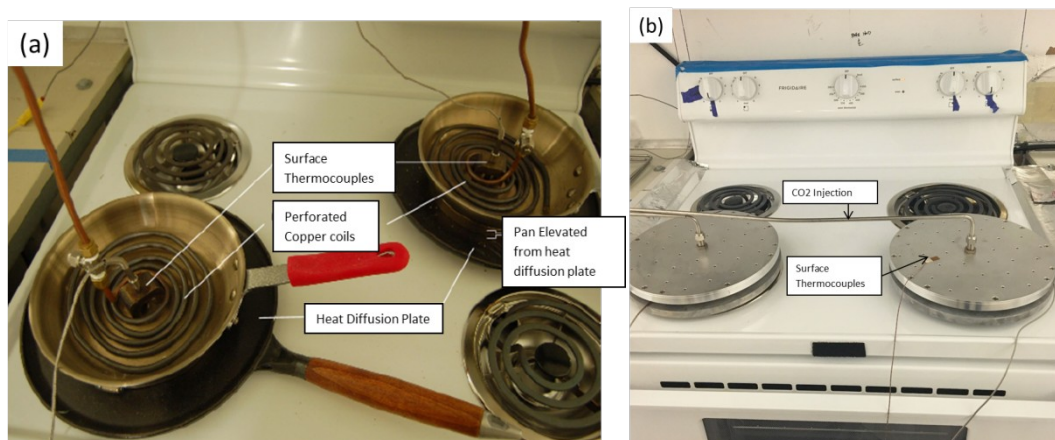 (a)
Surface
Thermocouples
Perforated
Copper coils
Pan Elevated
from heat
diffusion plate
Heat Diffusion Plate
(b)
FRIGIDAIRE
CO2 Injection
Surface
Thermocouples